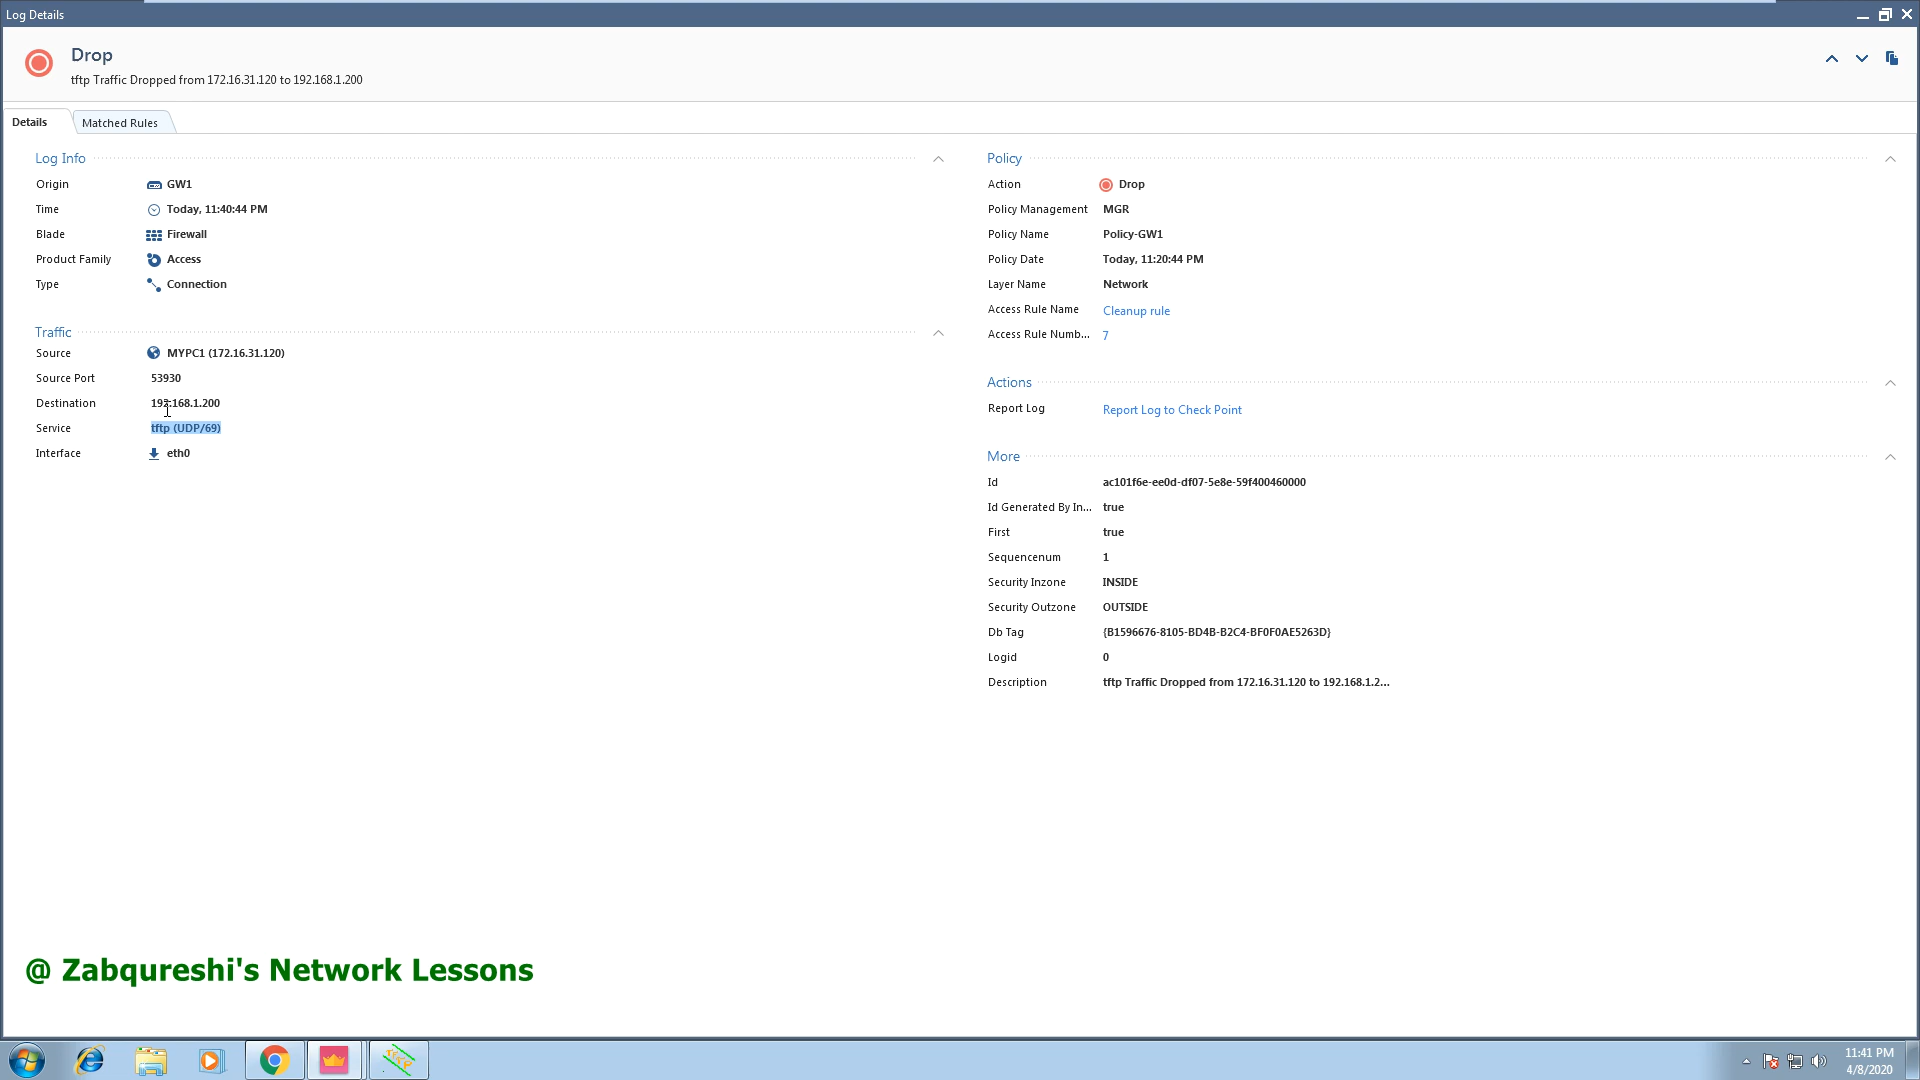 Log Details
Drop
tftp Traffic Dropped from 172.16.31.120 to 192.168.1.200
Details
Matched Rules
Log Info
Origin GW1
Time Today, 11:40:44 PM
Blade Firewall
Product Family Access
Type Connection
Traffic
Source MYPC1 (172.16.31.120)
Source Port 53930
Destination 192.168.1.200
Service tftp (UDP/69)
Interface eth0
Policy
Action Drop
Policy Management MGR
Policy Name Policy-GW1
Policy Date Today, 11:20:44 PM
Layer Name Network
Access Rule Name Cleanup rule
Access Rule Numb... 7
Actions
Report Log Report Log to Check Point
More
Id ac101f6e-ee0d-df07-5e8e-59f400460000
Id Generated By In... true
First true
Sequencenum 1
Security Inzone INSIDE
Security Outzone OUTSIDE
Db Tag {B1596676-8105-BD4B-B2C4-BF0F0AE5263D}
Logid 0
Description tftp Traffic Dropped from 172.16.31.120 to 192.168.1.2...
@ Zabqureshi's Network Lessons
TFTP
11:41 PM
4/8/2020